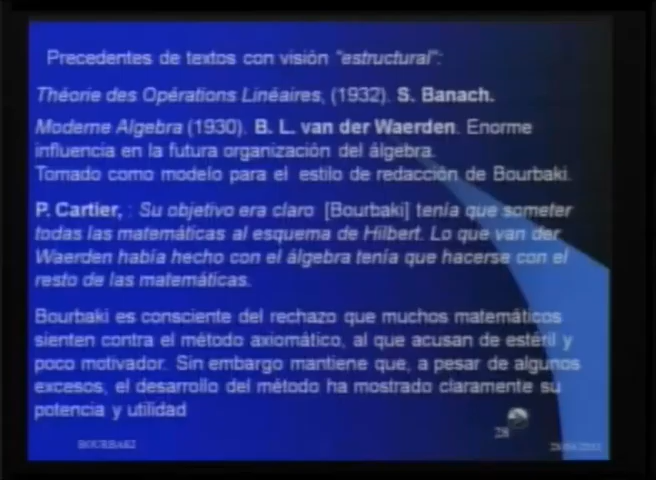 Precedentes de textos con visión "estructural":
Théorie des Opérations Linéaires, (1932). S. Banach.
Moderne Algebra (1930). B. L. van der Waerden. Enorme
influencia en la futura organización del álgebra.
Tomado como modelo para el estilo de redacción de Bourbaki.
P. Cartier, : Su objetivo era claro [Bourbaki] tenía que someter
todas las matemáticas al esquema de Hilbert. Lo que van der
Waerden había hecho con el álgebra tenía que hacerse con el
resto de las matemáticas.
Bourbaki es consciente del rechazo que muchos matemáticos
sienten contra el método axiomático, al que acusan de estéril y
poco motivador. Sin embargo mantiene que, a pesar de algunos
excesos, el desarrollo del método ha mostrado claramente su
potencia y utilidad
28
BOURBAKI